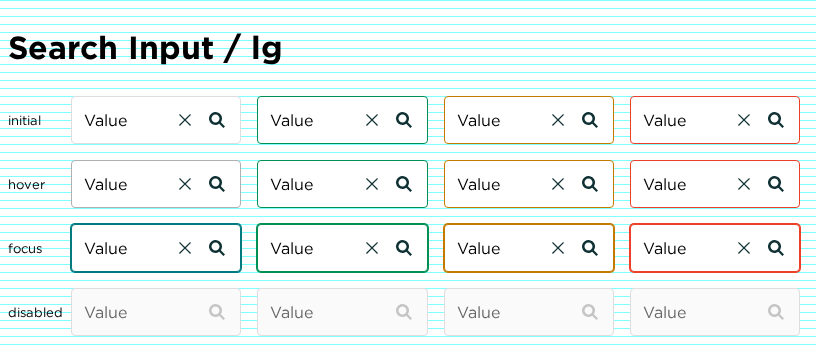 Search Input / lg
initial Value Value Value Value
hover Value Value Value Value
focus Value Value Value Value
disabled Value Value Value Value